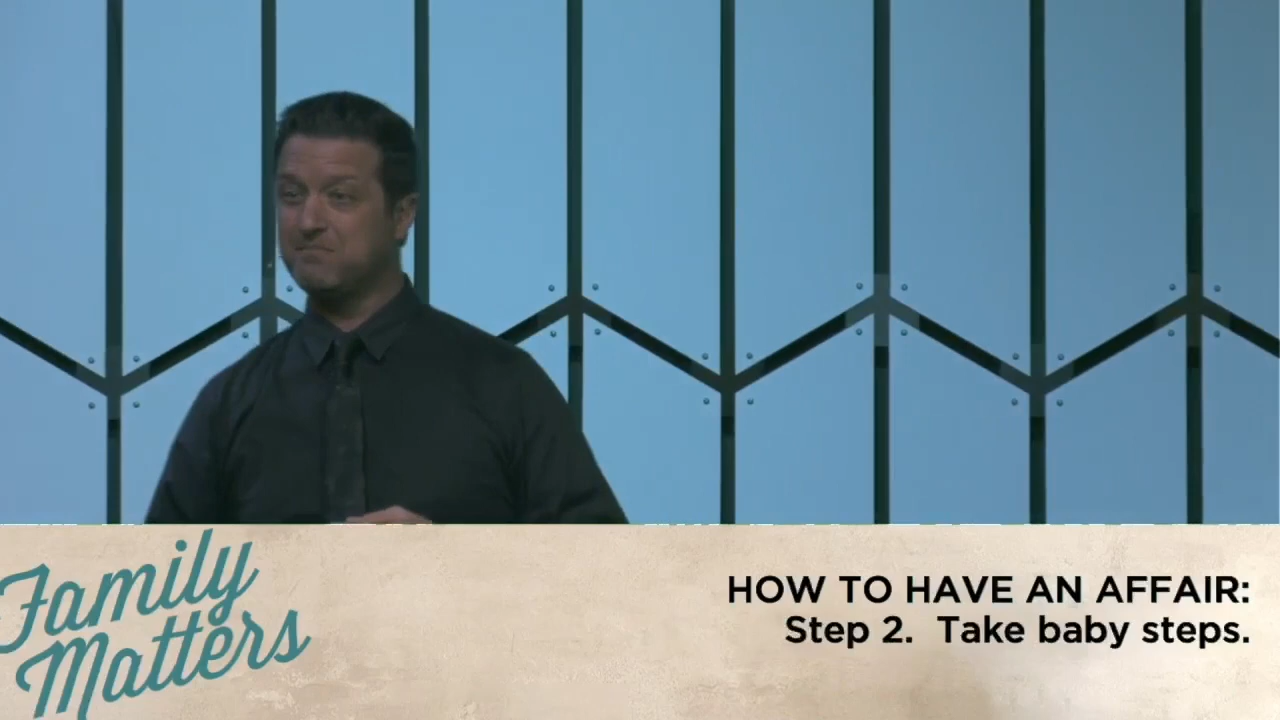 Family
Matters
HOW TO HAVE AN AFFAIR:
Step 2.  Take baby steps.